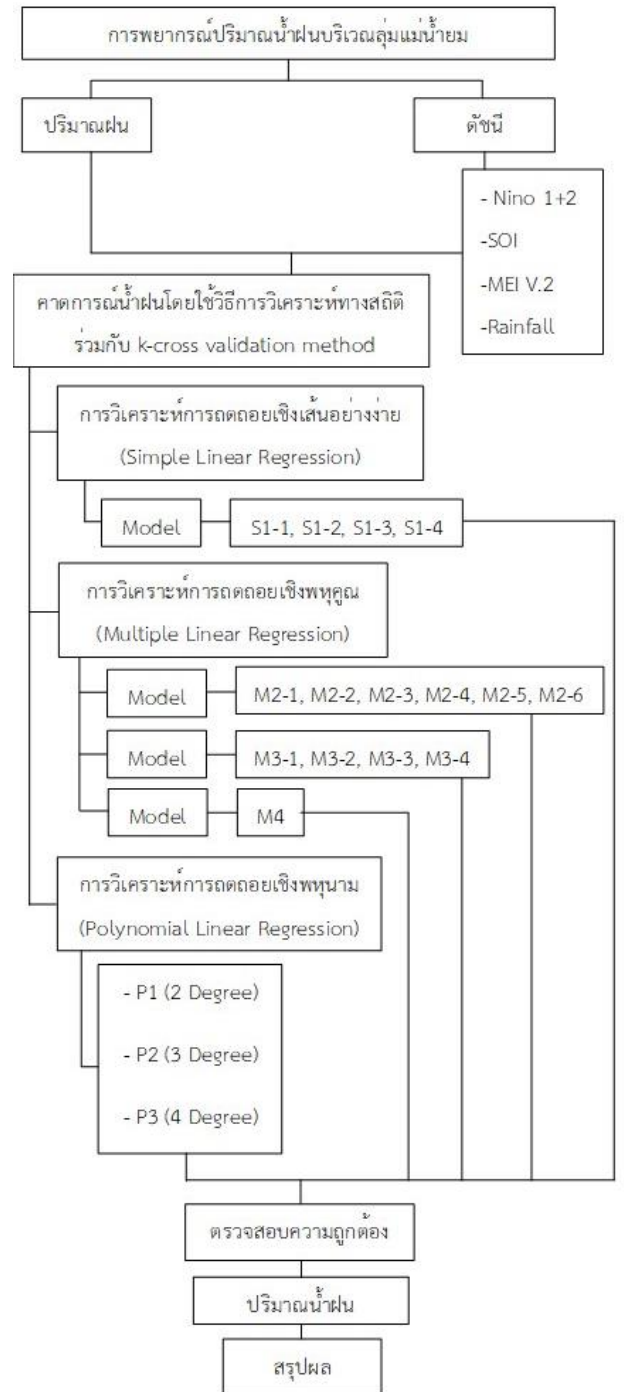 การพยากรณ์ปริมาณน้ำฝนบริเวณลุ่มแม่น้ำยม
ปริมาณฝน
ดัชนี
- Nino 1+2
-SOI
-MEI V.2
-Rainfall
คาดการณ์น้ำฝนโดยใช้วิธีการวิเคราะห์ทางสถิติ
ร่วมกับ k-cross validation method
การวิเคราะห์การถดถอยเชิงเส้นอย่างง่าย
(Simple Linear Regression)
Model
S1-1, S1-2, S1-3, S1-4
การวิเคราะห์การถดถอยเชิงพหุคูณ
(Multiple Linear Regression)
Model
M2-1, M2-2, M2-3, M2-4, M2-5, M2-6
Model
M3-1, M3-2, M3-3, M3-4
Model
M4
การวิเคราะห์การถดถอยเชิงพหุนาม
(Polynomial Linear Regression)
- P1 (2 Degree)
- P2 (3 Degree)
- P3 (4 Degree)
ตรวจสอบความถูกต้อง
ปริมาณน้ำฝน
สรุปผล